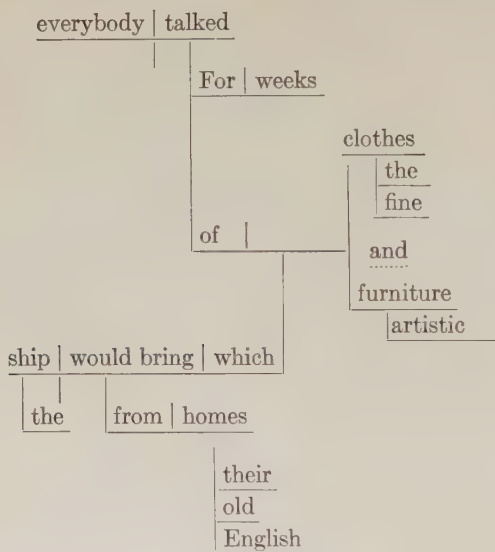 everybody talked
For weeks
clothes
the
fine
of
and
furniture
artistic
ship would bring which
the from homes
their
old
English